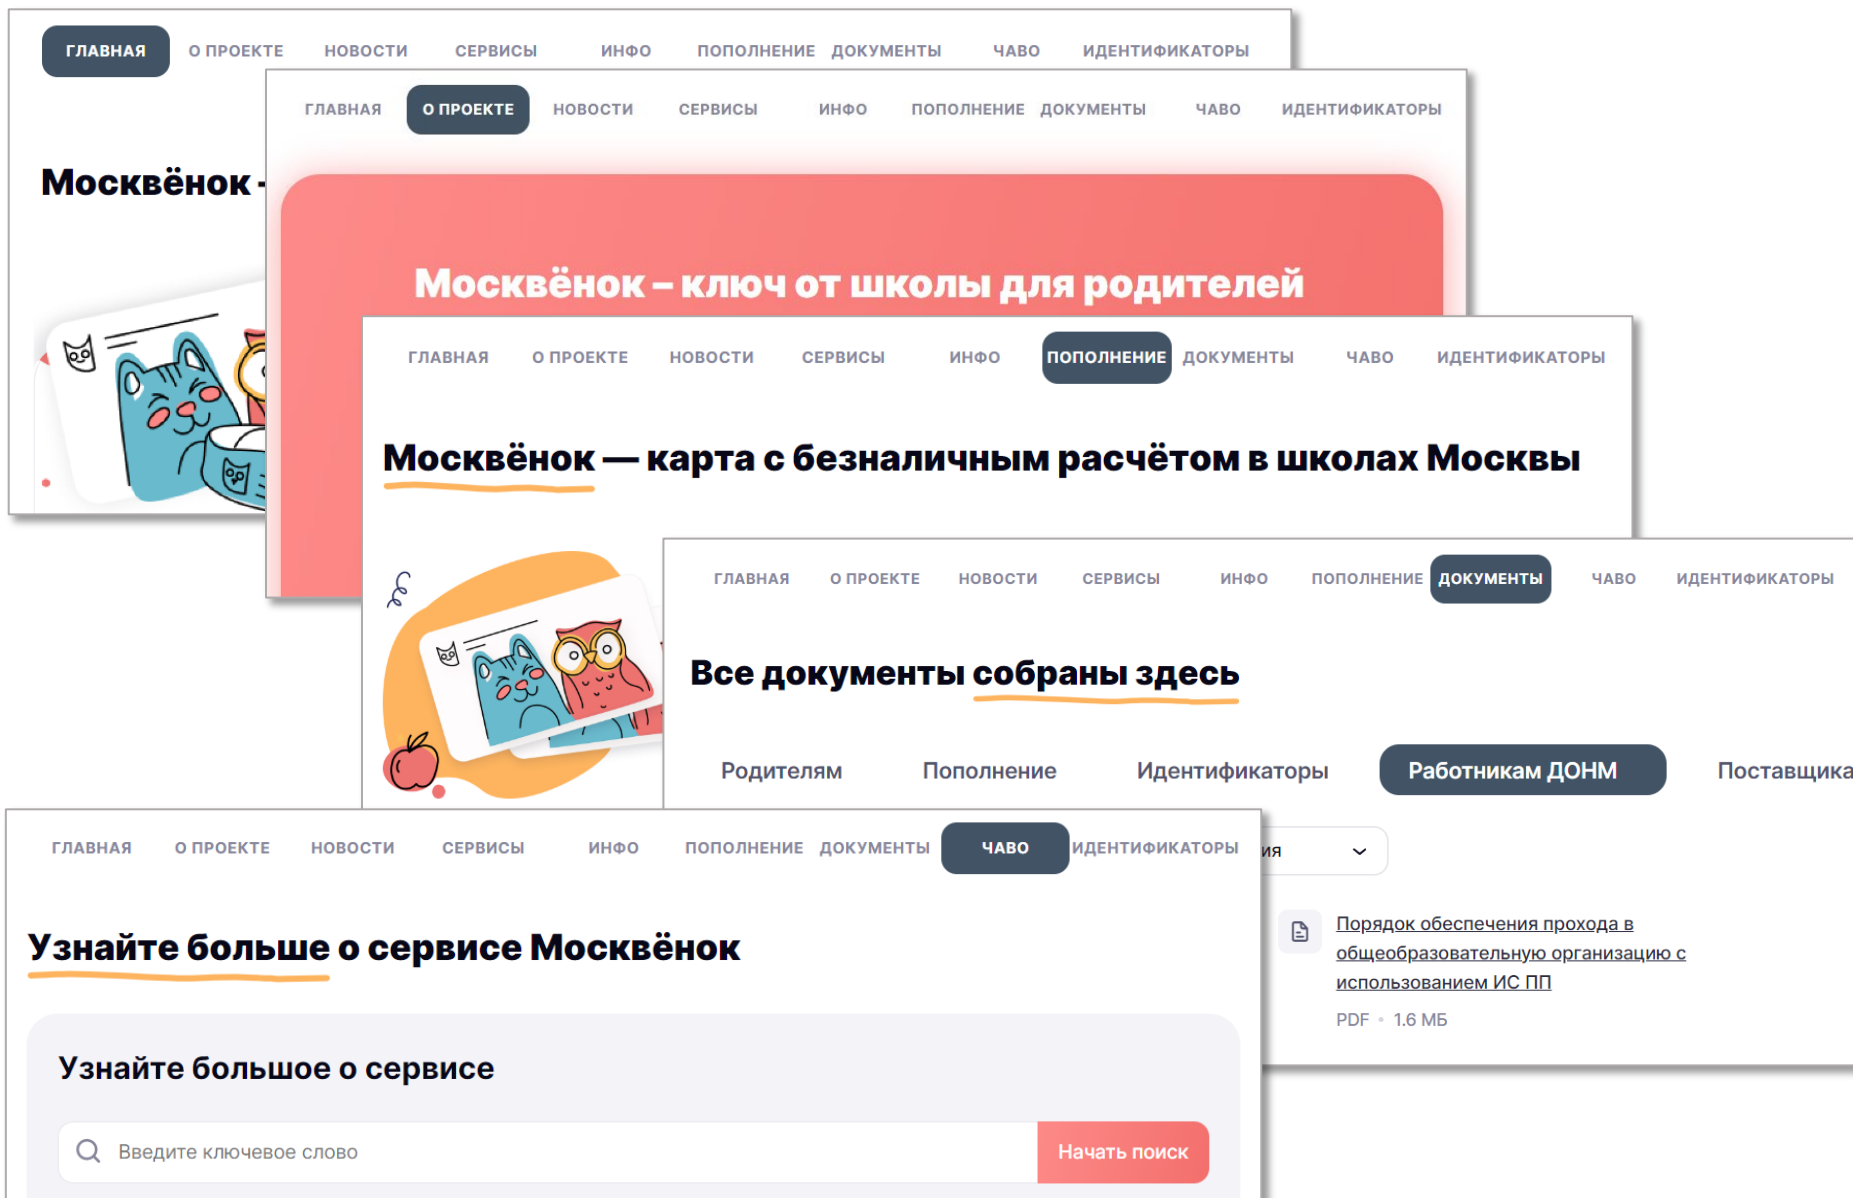 ГЛАВНАЯ О ПРОЕКТЕ НОВОСТИ СЕРВИСЫ ИНФО ПОПОЛНЕНИЕ ДОКУМЕНТЫ ЧАВО ИДЕНТИФИКАТОРЫ
Москвёнок -
ГЛАВНАЯ О ПРОЕКТЕ НОВОСТИ СЕРВИСЫ ИНФО ПОПОЛНЕНИЕ ДОКУМЕНТЫ ЧАВО ИДЕНТИФИКАТОРЫ
Москвёнок – ключ от школы для родителей
ГЛАВНАЯ О ПРОЕКТЕ НОВОСТИ СЕРВИСЫ ИНФО ПОПОЛНЕНИЕ ДОКУМЕНТЫ ЧАВО ИДЕНТИФИКАТОРЫ
Москвёнок — карта с безналичным расчётом в школах Москвы
ГЛАВНАЯ О ПРОЕКТЕ НОВОСТИ СЕРВИСЫ ИНФО ПОПОЛНЕНИЕ ДОКУМЕНТЫ ЧАВО ИДЕНТИФИКАТОРЫ
Все документы собраны здесь
Родителям Пополнение Идентификаторы Работникам ДОНМ Поставщика
ия
Порядок обеспечения прохода в
общеобразовательную организацию с
использованием ИС ПП
PDF • 1.6 МБ
ГЛАВНАЯ О ПРОЕКТЕ НОВОСТИ СЕРВИСЫ ИНФО ПОПОЛНЕНИЕ ДОКУМЕНТЫ ЧАВО ИДЕНТИФИКАТОРЫ
Узнайте больше о сервисе Москвёнок
Узнайте большое о сервисе
Введите ключевое слово Начать поиск